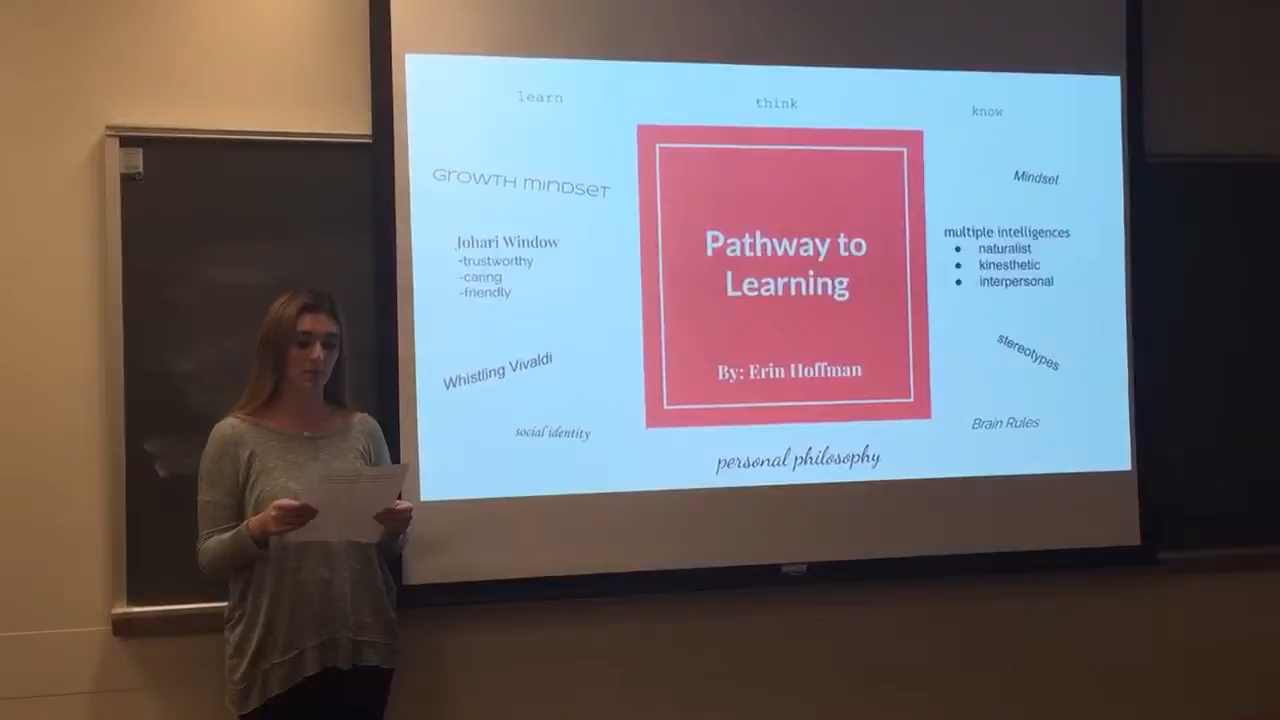 learn
think
know
Growth Mindset
Mindset
Johari Window
-trustworthy
-caring
-friendly
Pathway to
Learning
By: Erin Hoffman
multiple intelligences
● naturalist
● kinesthetic
● interpersonal
Whistling Vivaldi
stereotypes
social identity
Brain Rules
personal philosophy